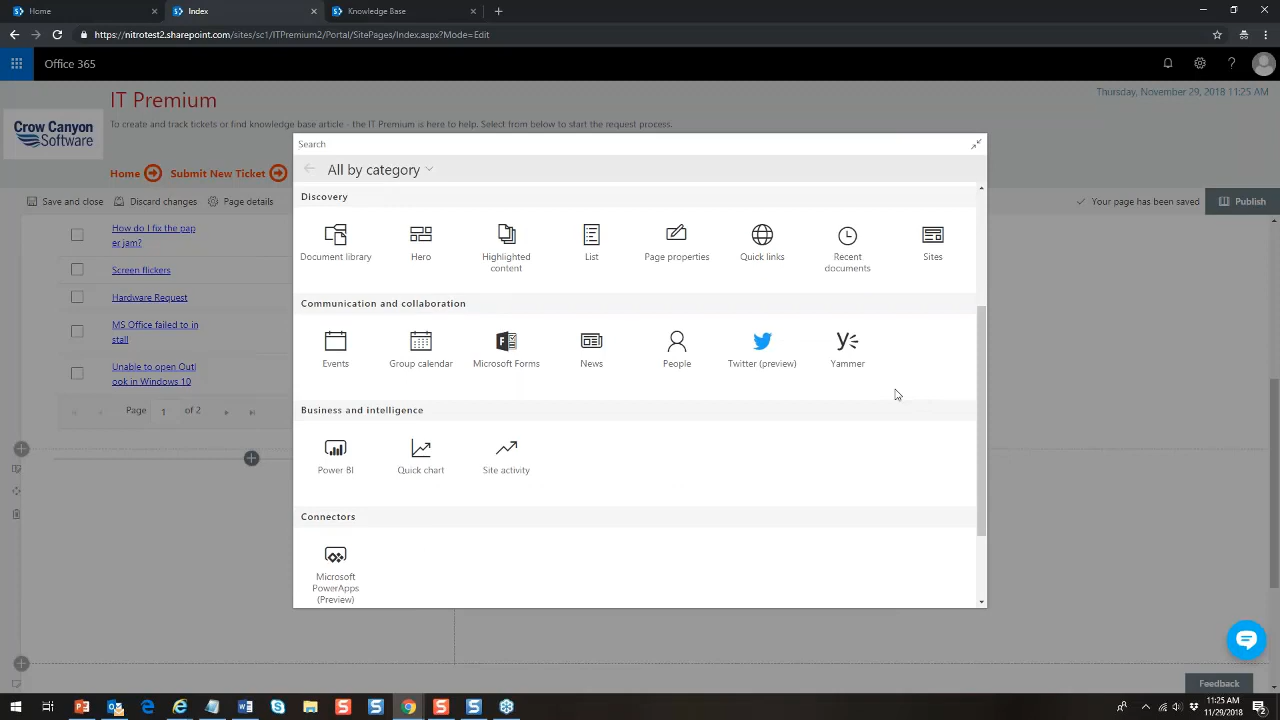 Home
Index
Knowledge Base
https://nitrotest2.sharepoint.com/sites/sc1/ITPremium2/Portal/SitePages/Index.aspx?Mode=Edit
Office 365
IT Premium
Thursday, November 29, 2018 11:25 AM
To create and track tickets or find knowledge base article - the IT Premium is here to help. Select from below to start the request process.
Crow Canyon
Software
Home
Submit New Ticket
Save and close
Discard changes
Page details
Your page has been saved
Publish
Search
All by category
Discovery
Document library
Hero
Highlighted
content
List
Page properties
Quick links
Recent
documents
Sites
Communication and collaboration
Events
Group calendar
Microsoft Forms
News
People
Twitter (preview)
Yammer
Business and intelligence
Power BI
Quick chart
Site activity
Connectors
Microsoft
PowerApps
(Preview)
How do I fix the pap
er jam?
Screen flickers
Hardware Request
MS Office failed to in
stall
Unable to open Outl
ook in Windows 10
Page 1 of 2
Feedback
11:25 AM
11/29/2018